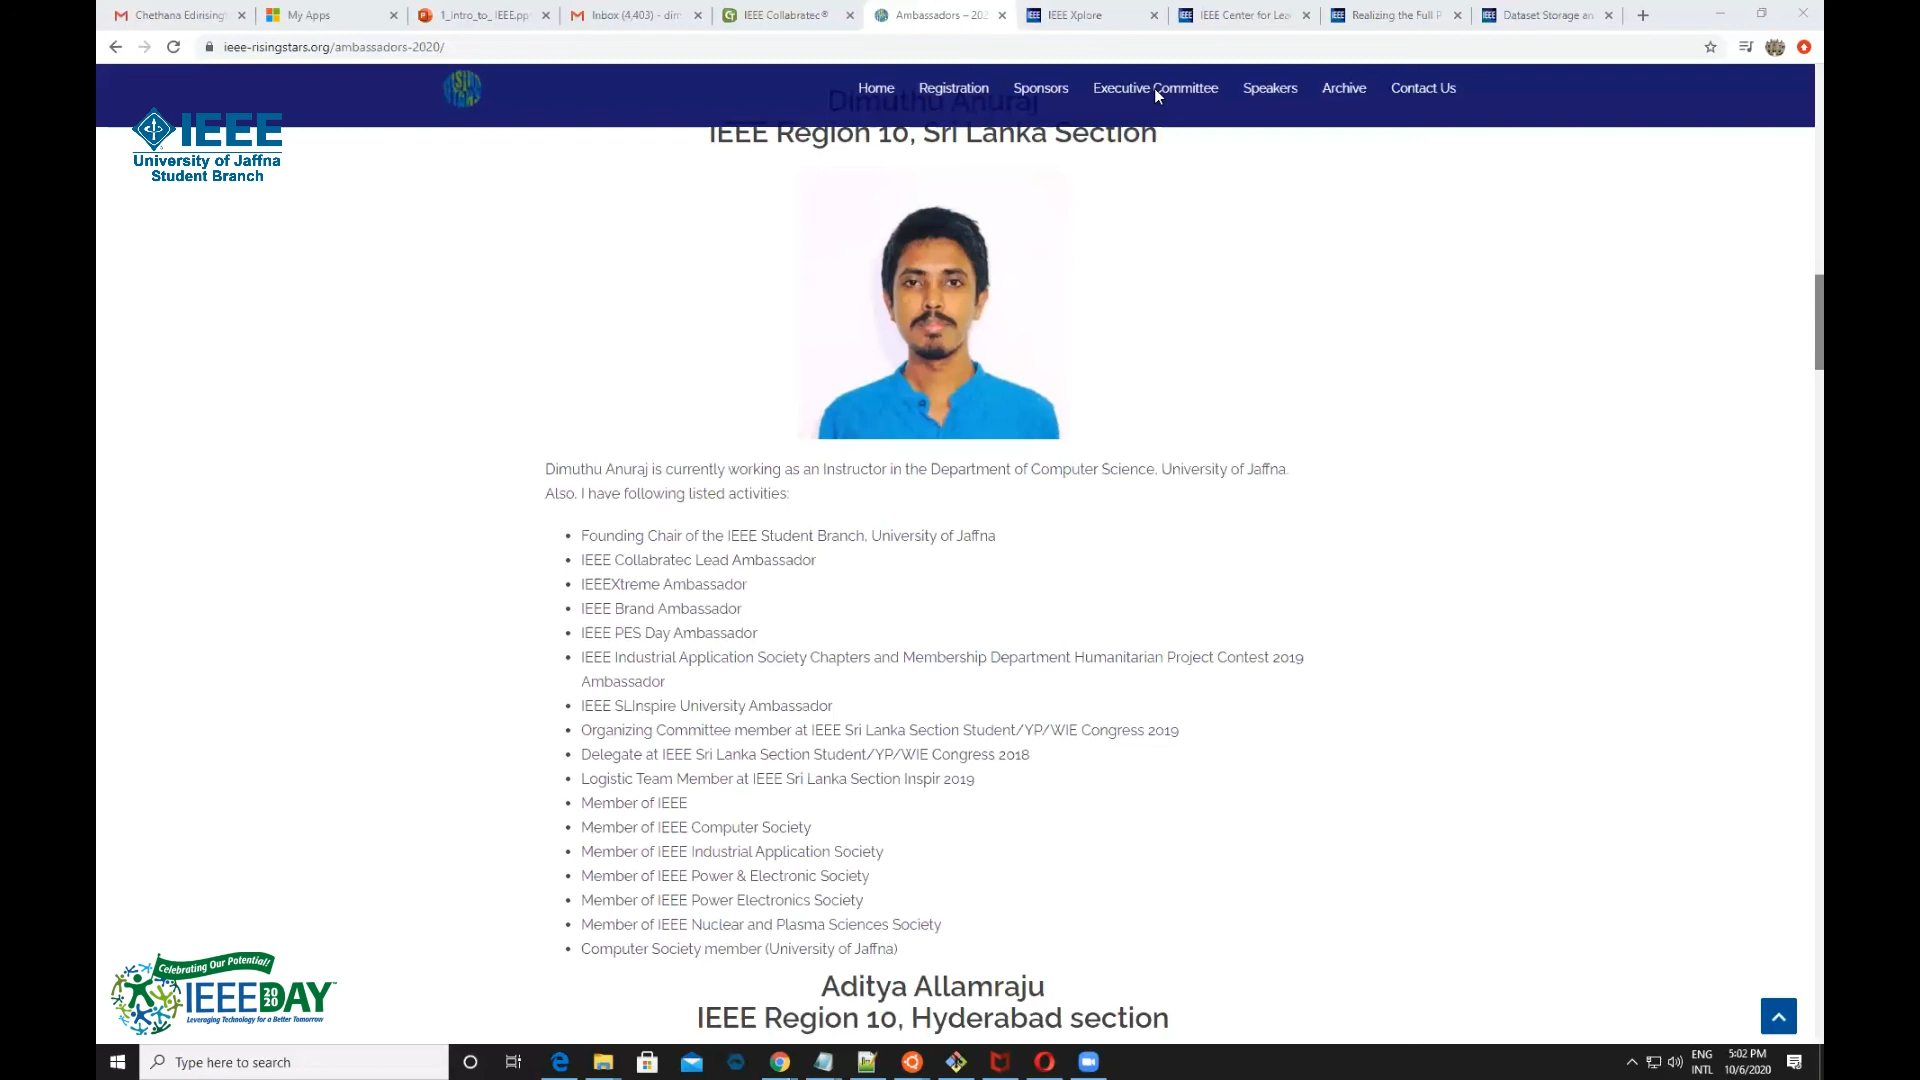 Chethana Edirising
My Apps
1_Intro_to_ IEEE.pp
Inbox (4,403) - dim
IEEE Collabratec®
Ambassadors – 202
IEEE Xplore
IEEE Center for Lea
Realizing the Full P
Dataset Storage an
ieee-risingstars.org/ambassadors-2020/
Home
Registration
Sponsors
Executive Committee
Speakers
Archive
Contact Us
Dimuthu Anuraj
IEEE Region 10, Sri Lanka Section
IEEE
University of Jaffna
Student Branch
Dimuthu Anuraj is currently working as an Instructor in the Department of Computer Science, University of Jaffna.
Also, I have following listed activities:
Founding Chair of the IEEE Student Branch, University of Jaffna
IEEE Collabratec Lead Ambassador
IEEEXtreme Ambassador
IEEE Brand Ambassador
IEEE PES Day Ambassador
IEEE Industrial Application Society Chapters and Membership Department Humanitarian Project Contest 2019
Ambassador
IEEE SLInspire University Ambassador
Organizing Committee member at IEEE Sri Lanka Section Student/YP/WIE Congress 2019
Delegate at IEEE Sri Lanka Section Student/YP/WIE Congress 2018
Logistic Team Member at IEEE Sri Lanka Section Inspir 2019
Member of IEEE
Member of IEEE Computer Society
Member of IEEE Industrial Application Society
Member of IEEE Power & Electronic Society
Member of IEEE Power Electronics Society
Member of IEEE Nuclear and Plasma Sciences Society
Computer Society member (University of Jaffna)
Aditya Allamraju
IEEE Region 10, Hyderabad section
Celebrating Our Potential!
IEEE DAY 2020
Leveraging Technology for a Better Tomorrow
Type here to search
ENG
INTL
5:02 PM
10/6/2020